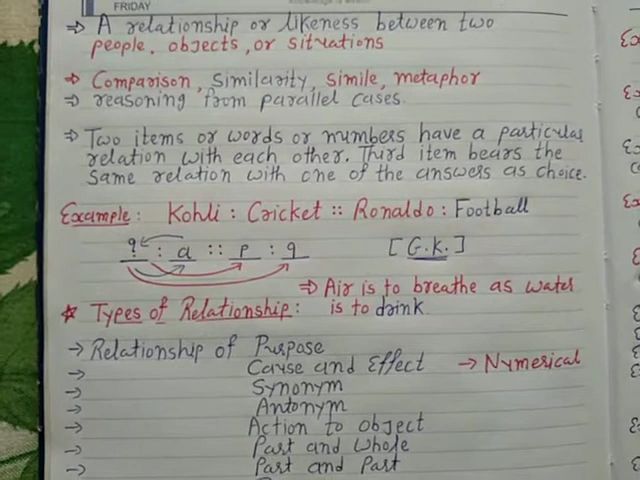 FRIDAY
⇒ A relationship or likeness between two
people, objects, or situations
⇒ Comparison, similarity, simile, metaphor
⇒ reasoning from parallel cases.
⇒ Two items or words or numbers have a particular
relation with each other. Third item bears the
same relation with one of the answers as choice.
Example: Kohli : Cricket :: Ronaldo : Football
? : a :: p : q [G.K.]
⇒ Air is to breathe as water
is to drink.
* Types of Relationship:
→ Relationship of Purpose
→ Cause and Effect → Nymerical
→ Synonym
→ Antonym
→ Action to object
→ Part and Whole
→ Part and Part